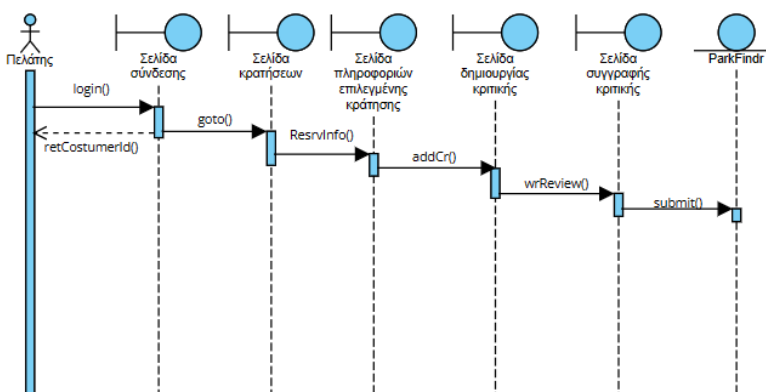 Πελάτης
Σελίδα
σύνδεσης
Σελίδα
κρατήσεων
Σελίδα
πληροφοριών
επιλεγμένης
κράτησης
Σελίδα
δημιουργίας
κριτικής
Σελίδα
συγγραφής
κριτικής
ParkFindr
login()
retCostumerId()
goto()
ResrvInfo()
addCr()
wrReview()
submit()